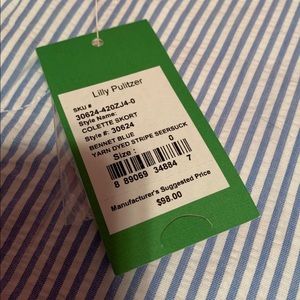 Lilly Pulitzer
SKU #
30624-420ZJ4-0
Style Name:
COLETTE SKORT
Style #: 30624
BENNET BLUE
YARN DYED STRIPE SEERSUCK
Size : 0
8 89069 34884 7
Manufacturer's Suggested Price
$98.00